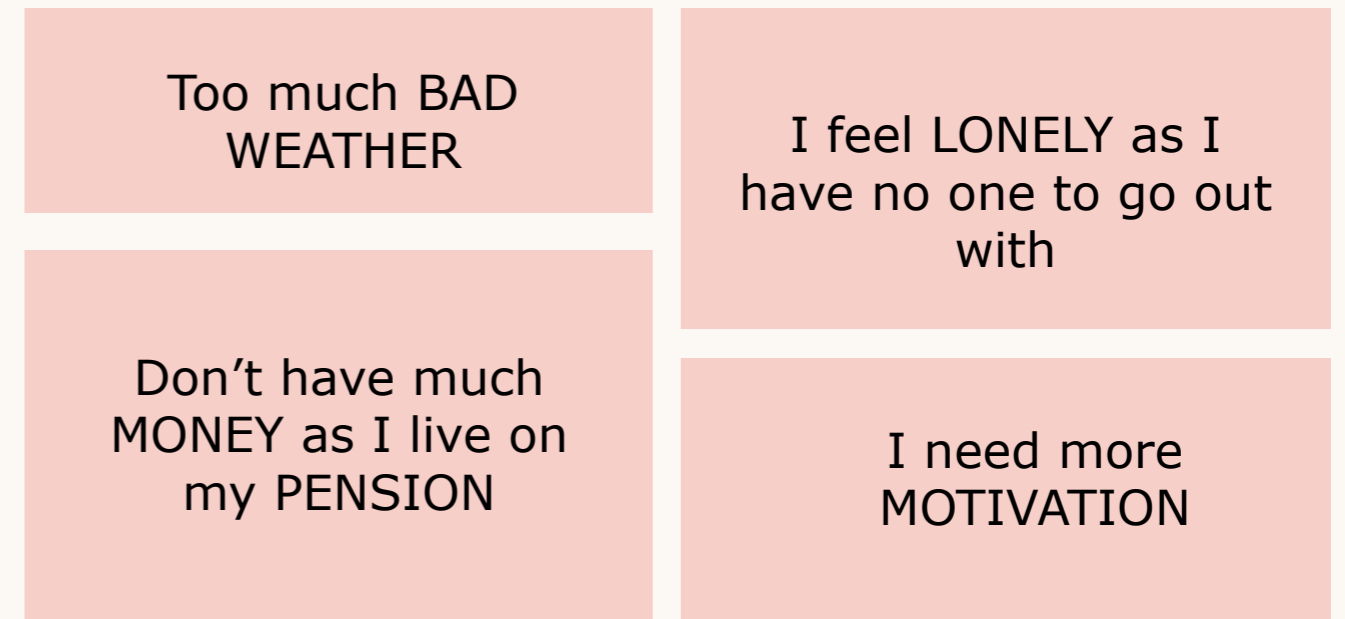 Too much BAD
WEATHER
I feel LONELY as I
have no one to go out
with
Don’t have much
MONEY as I live on
my PENSION
I need more
MOTIVATION